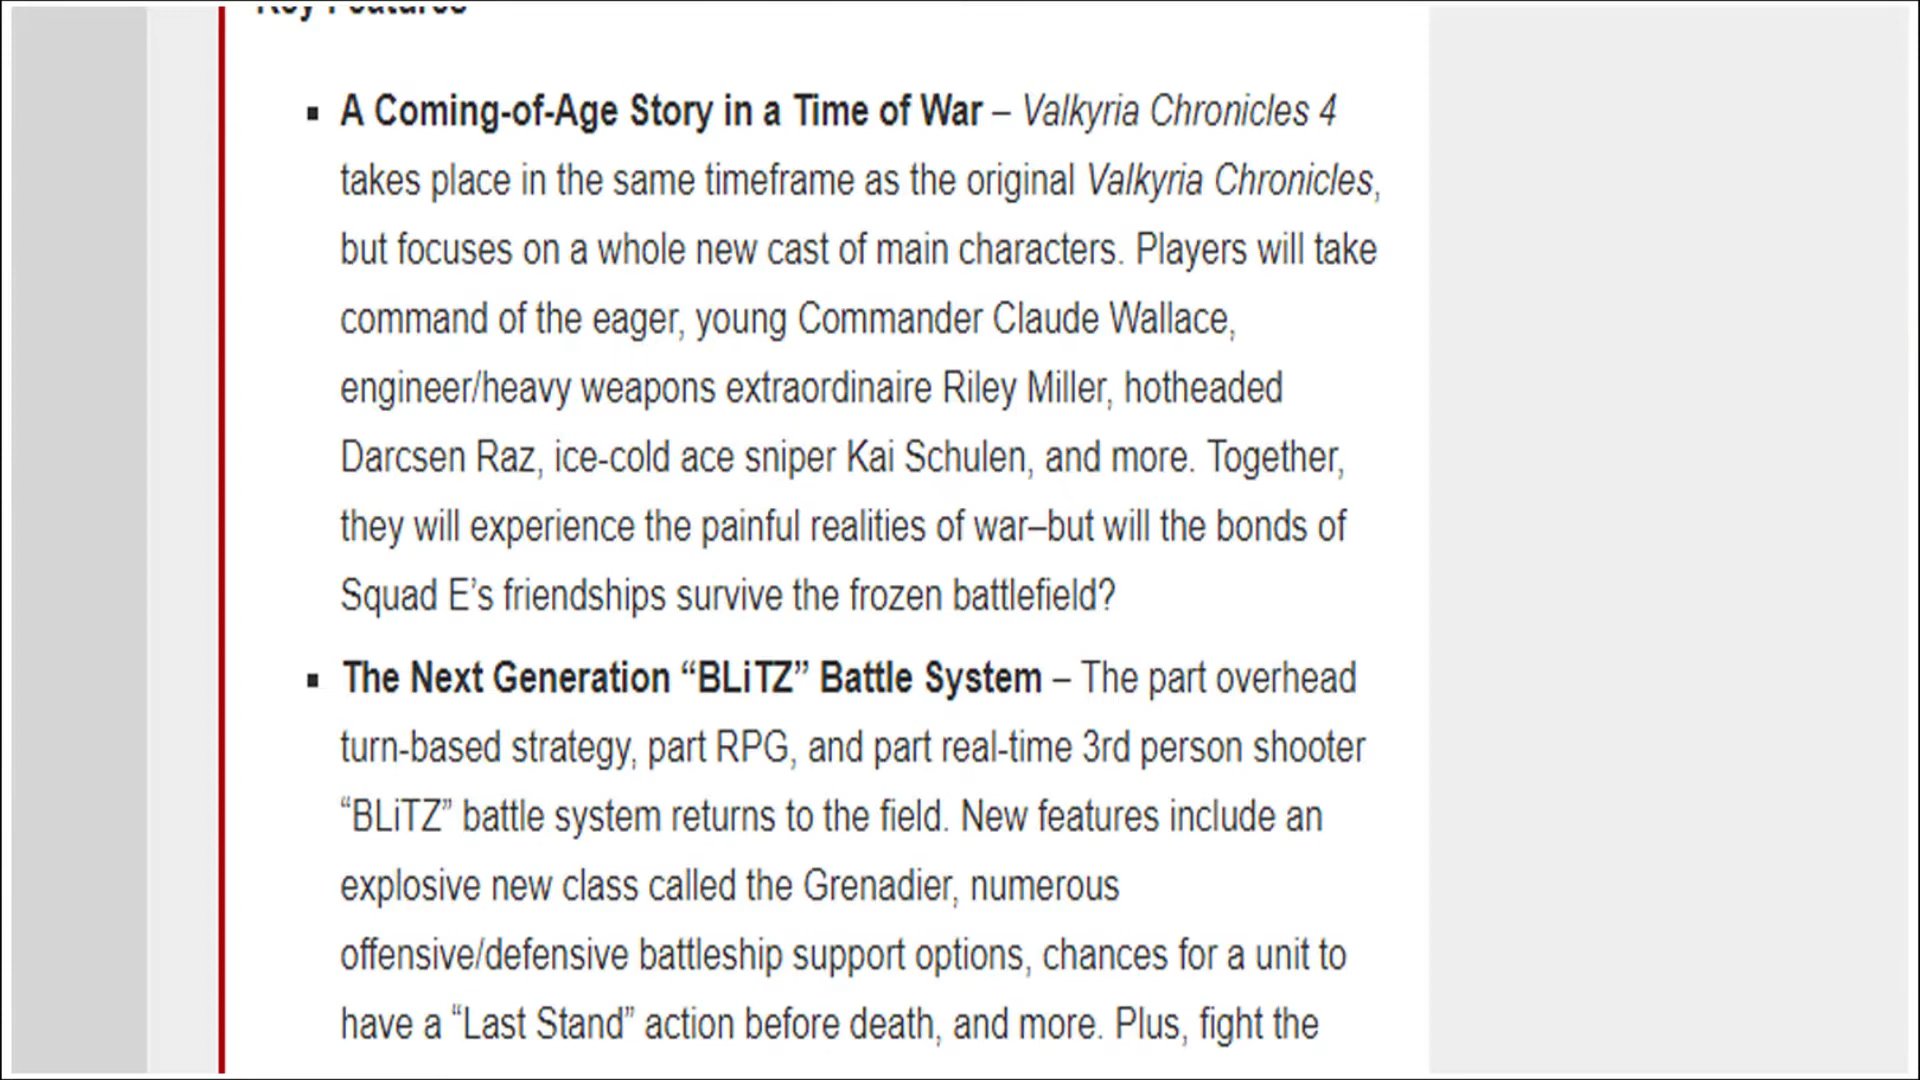 Key Features
▪ A Coming-of-Age Story in a Time of War – Valkyria Chronicles 4
takes place in the same timeframe as the original Valkyria Chronicles,
but focuses on a whole new cast of main characters. Players will take
command of the eager, young Commander Claude Wallace,
engineer/heavy weapons extraordinaire Riley Miller, hotheaded
Darcsen Raz, ice-cold ace sniper Kai Schulen, and more. Together,
they will experience the painful realities of war–but will the bonds of
Squad E’s friendships survive the frozen battlefield?
▪ The Next Generation “BLiTZ” Battle System – The part overhead
turn-based strategy, part RPG, and part real-time 3rd person shooter
“BLiTZ” battle system returns to the field. New features include an
explosive new class called the Grenadier, numerous
offensive/defensive battleship support options, chances for a unit to
have a “Last Stand” action before death, and more. Plus, fight the